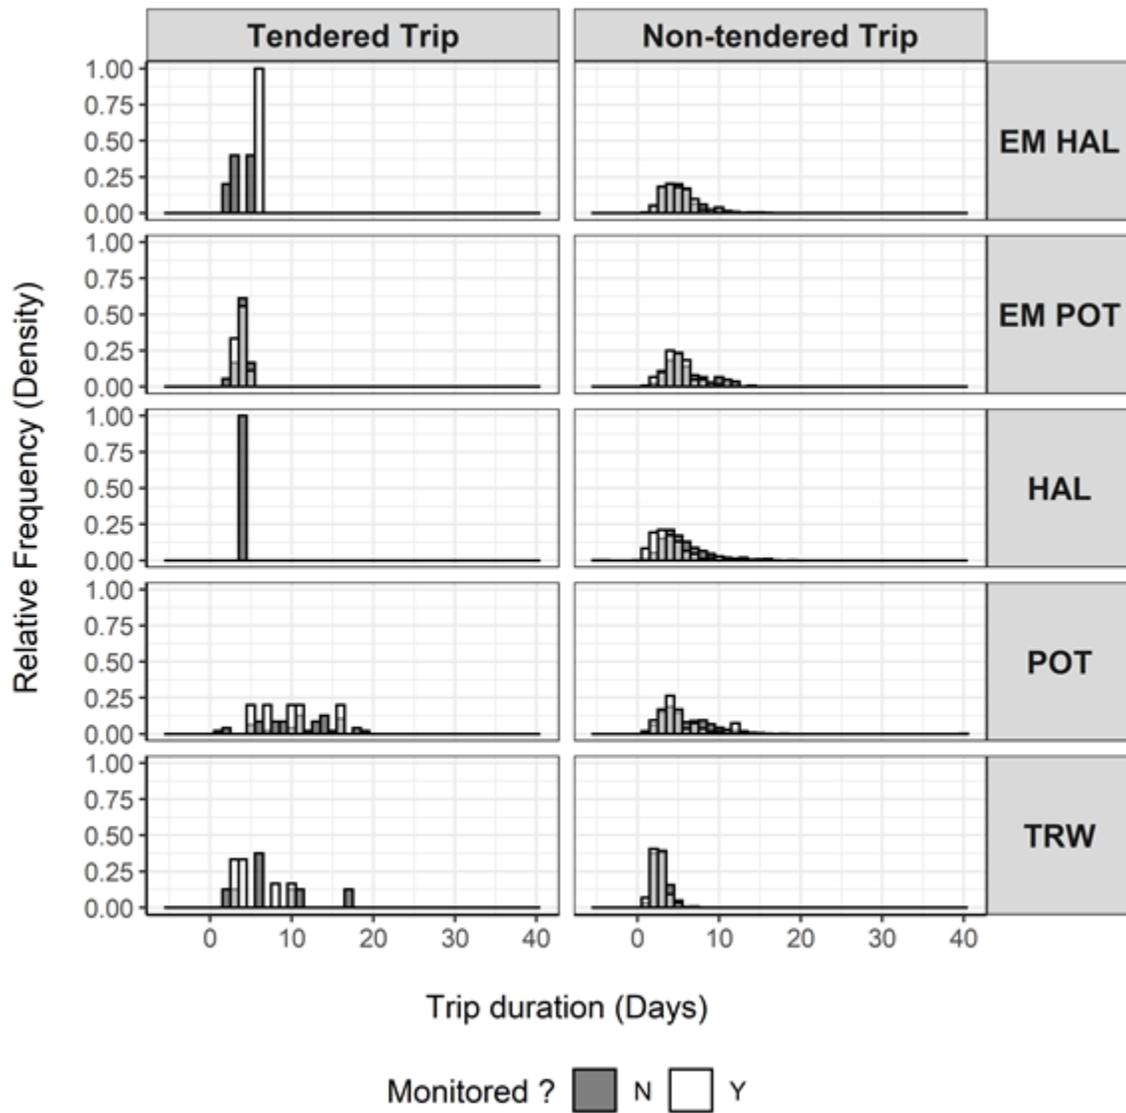 Tendered Trip Non-tendered Trip
1.00
0.75
0.50
0.25
0.00
EM HAL
1.00
0.75
0.50
0.25
0.00
EM POT
1.00
0.75
0.50
0.25
0.00
HAL
1.00
0.75
0.50
0.25
0.00
POT
1.00
0.75
0.50
0.25
0.00
TRW
Relative Frequency (Density)
0 10 20 30 40 0 10 20 30 40
Trip duration (Days)
Monitored ? N Y